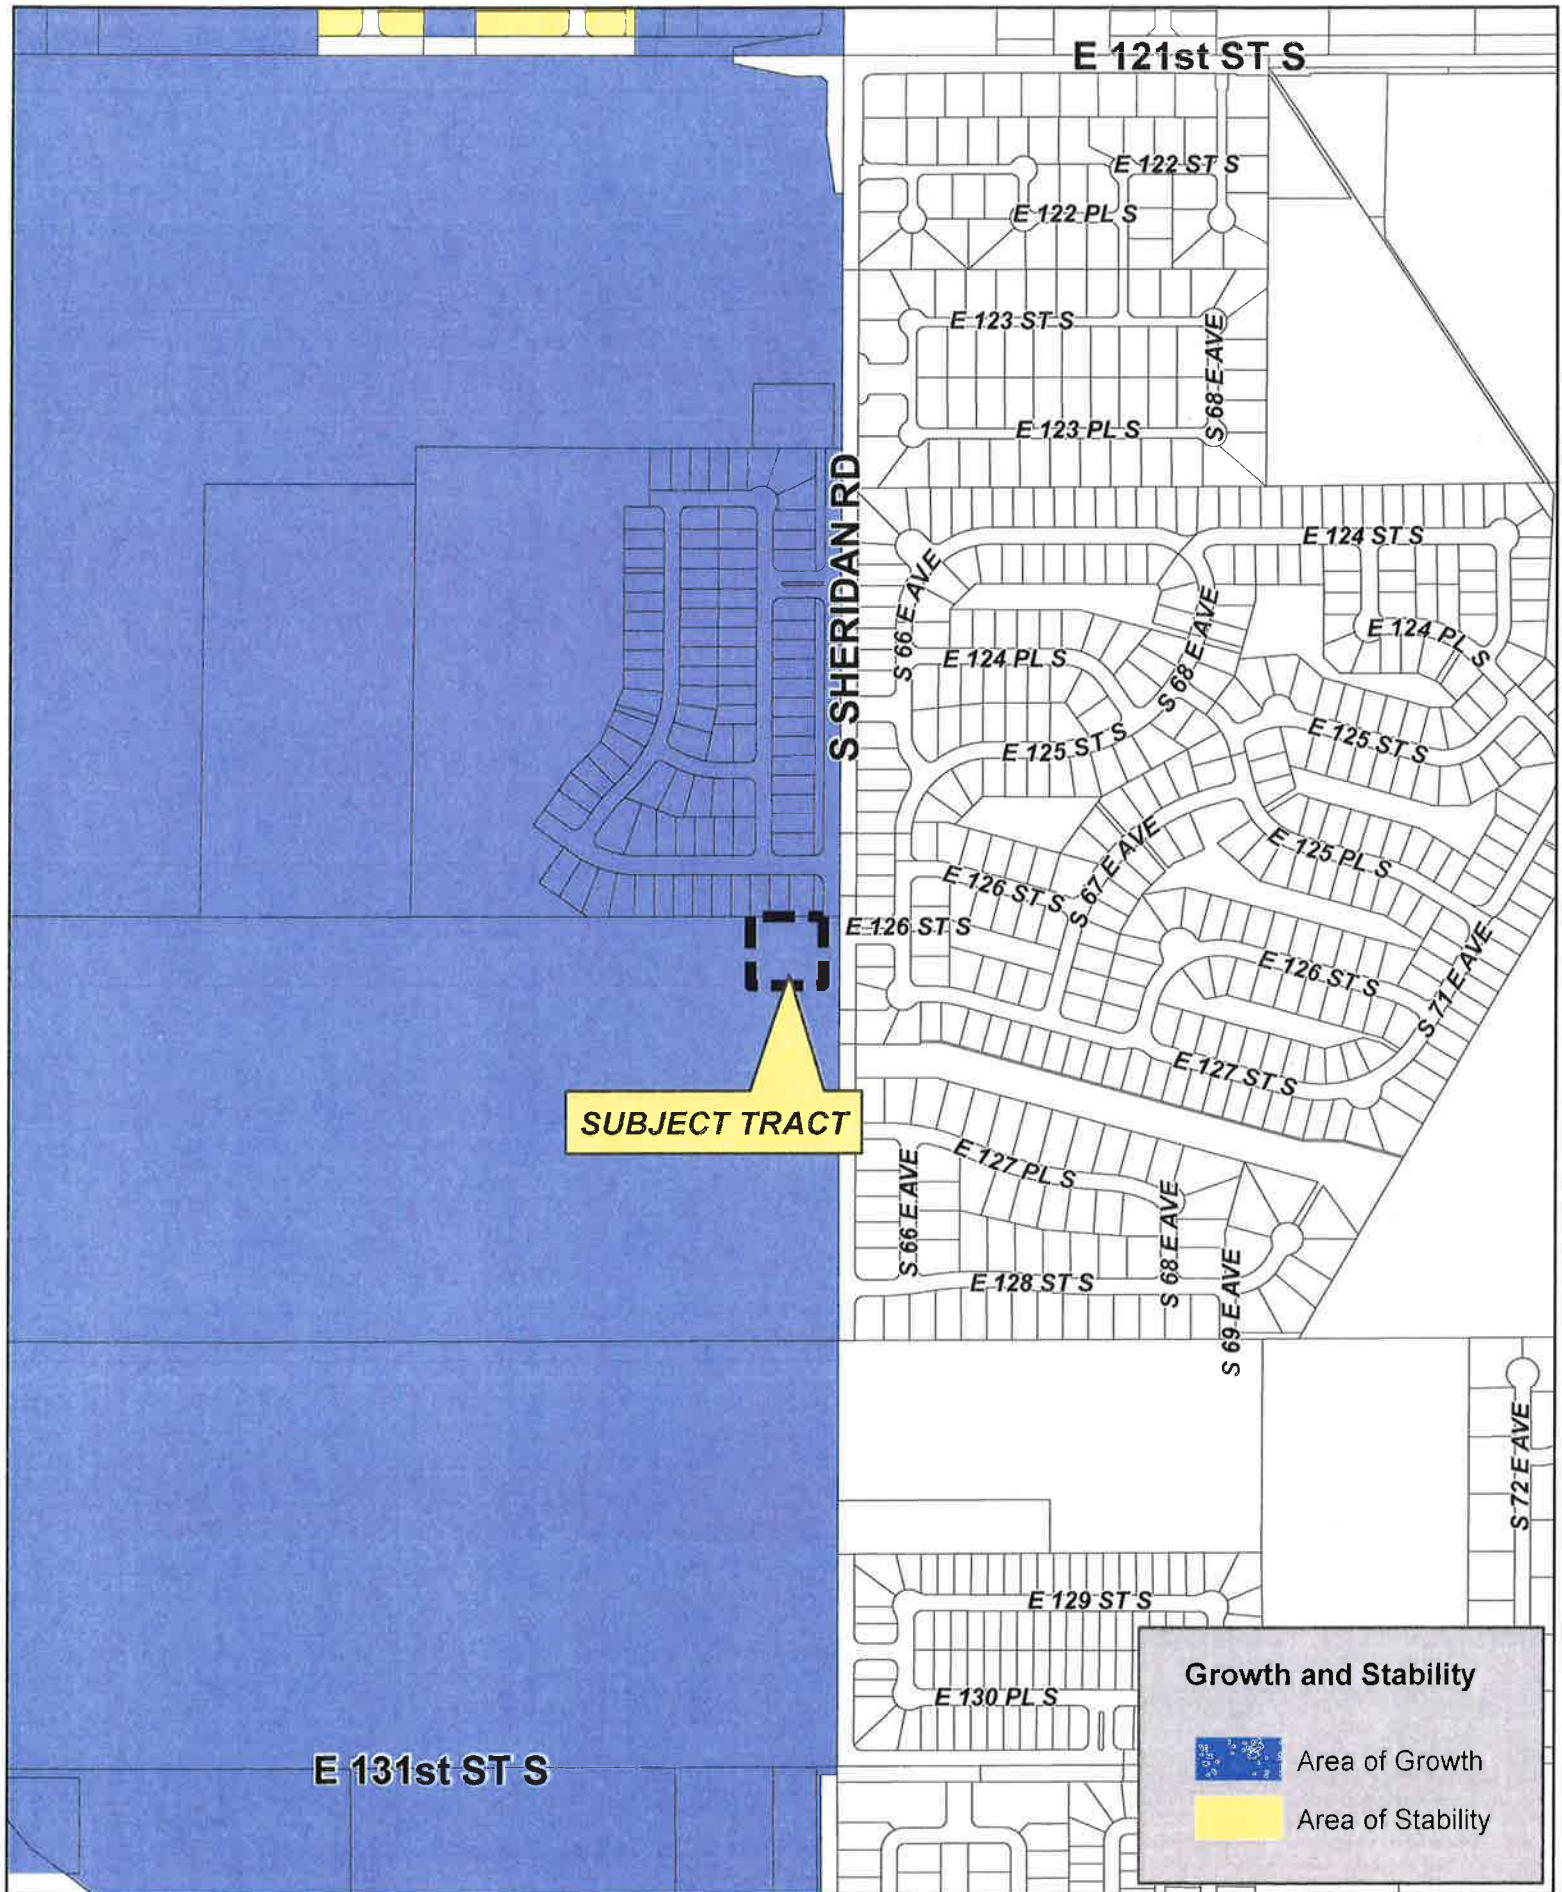 E 121st ST S
E 122 ST S
E 122 PL S
E 123 ST S
S 68 E AVE
E 123 PL S
S SHERIDAN RD
E 124 ST S
S 66 E AVE
S 68 E AVE
E 124 PL S
E 124 PL S
E 125 ST S
E 125 ST S
S 67 E AVE
E 125 PL S
E 126 ST S
E 126 ST S
E 126 ST S
S 71 E AVE
E 127 ST S
SUBJECT TRACT
E 127 PL S
S 66 E AVE
S 68 E AVE
E 128 ST S
S 69 E AVE
S 72 E AVE
E 129 ST S
E 130 PL S
E 131st ST S
Growth and Stability
Area of Growth
Area of Stability